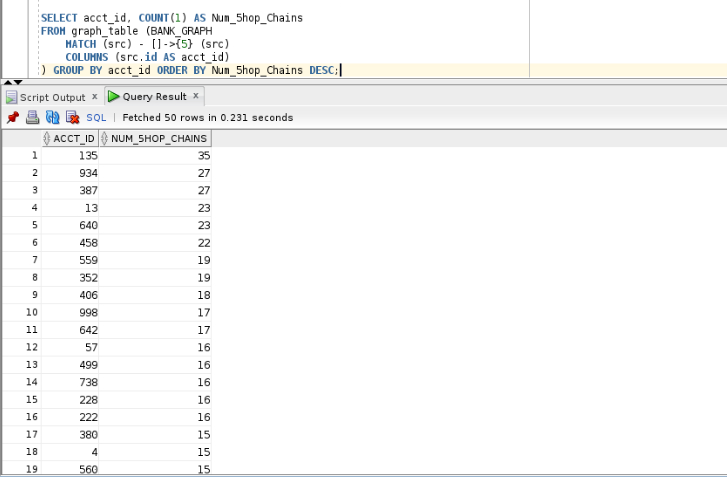 SELECT acct_id, COUNT(1) AS Num_5hop_Chains
FROM graph_table (BANK_GRAPH
MATCH (src) - []->{5} (src)
COLUMNS (src.id AS acct_id)
) GROUP BY acct_id ORDER BY Num_5hop_Chains DESC;
Script Output × Query Result ×
SQL | Fetched 50 rows in 0.231 seconds
ACCT_ID NUM_5HOP_CHAINS
1 135 35
2 934 27
3 387 27
4 13 23
5 640 23
6 458 22
7 559 19
8 352 19
9 406 18
10 998 17
11 642 17
12 57 16
13 499 16
14 738 16
15 228 16
16 222 16
17 380 15
18 4 15
19 560 15